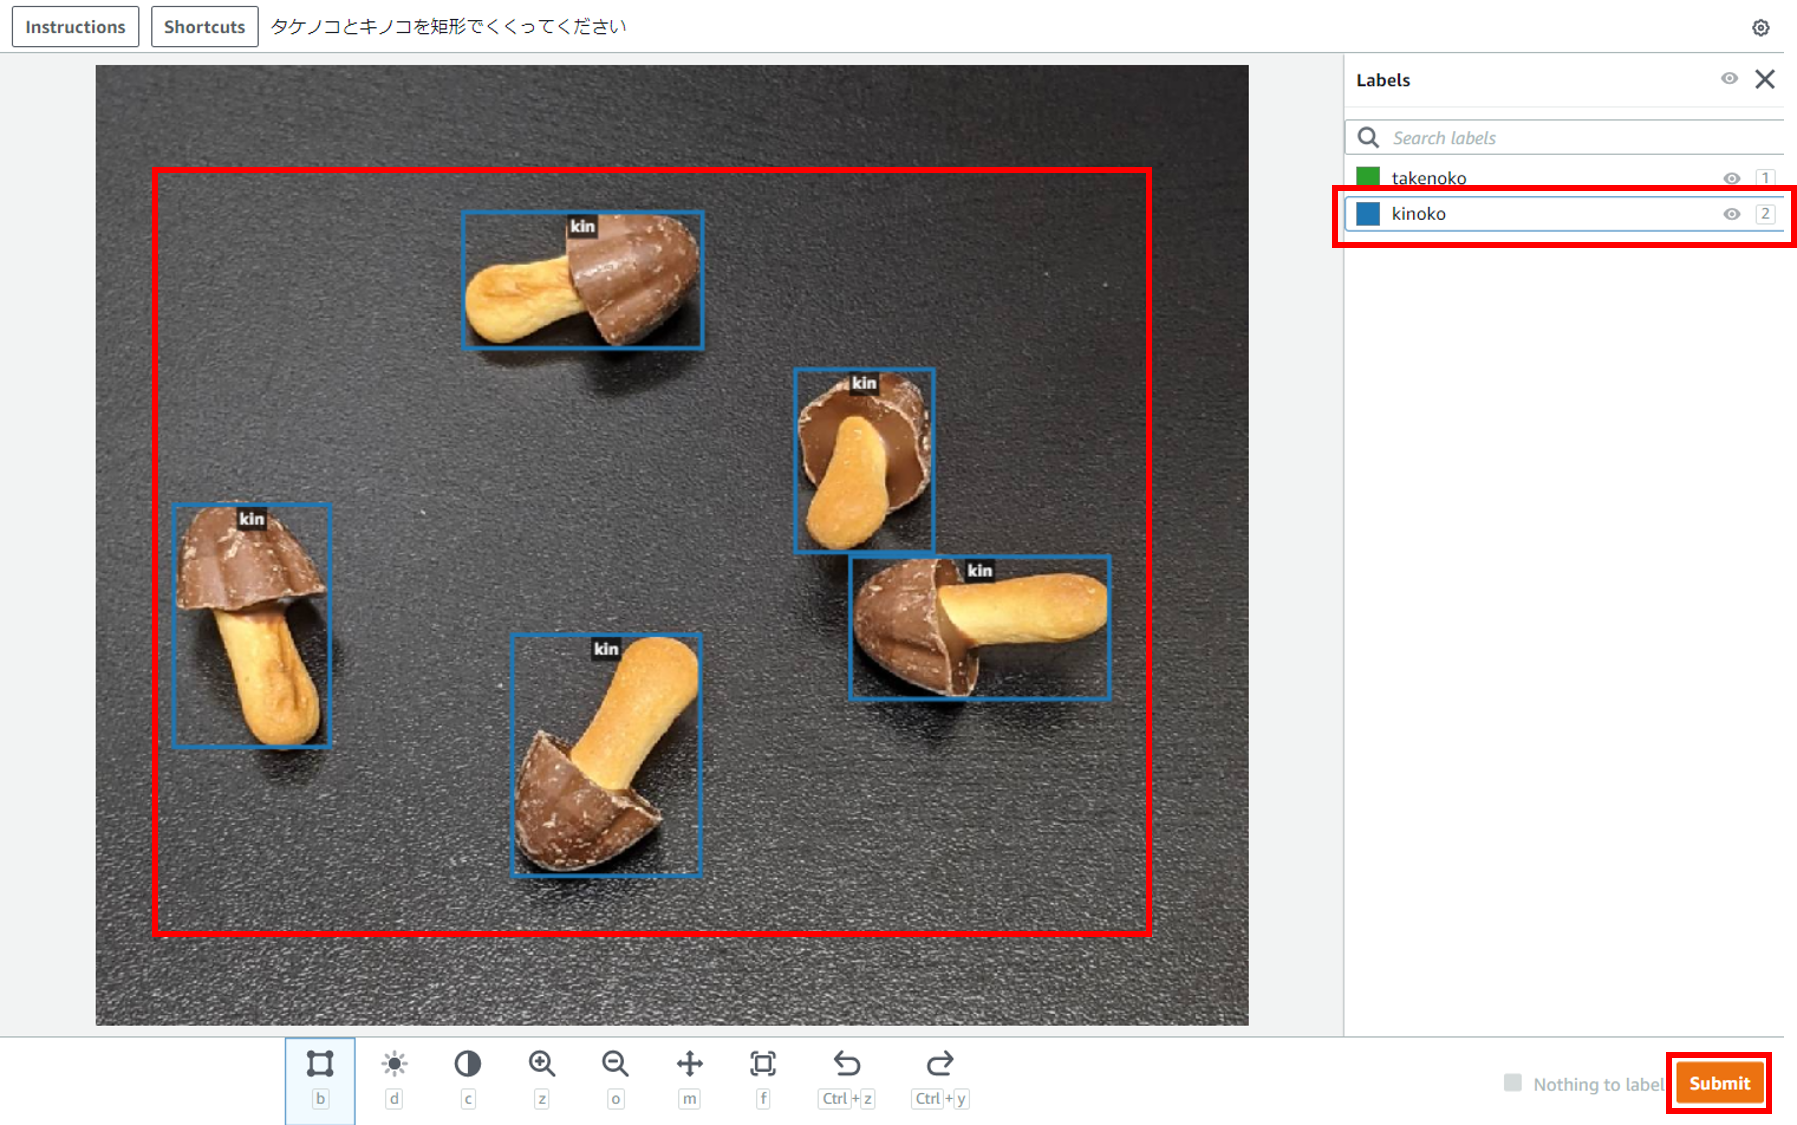 Instructions Shortcuts タケノコとキノコを矩形でくくってください
Labels
Search labels
takenoko 1
kinoko 2
kin
kin
kin
kin
kin
b d c z o m f Ctrl+z Ctrl+y
Nothing to label Submit